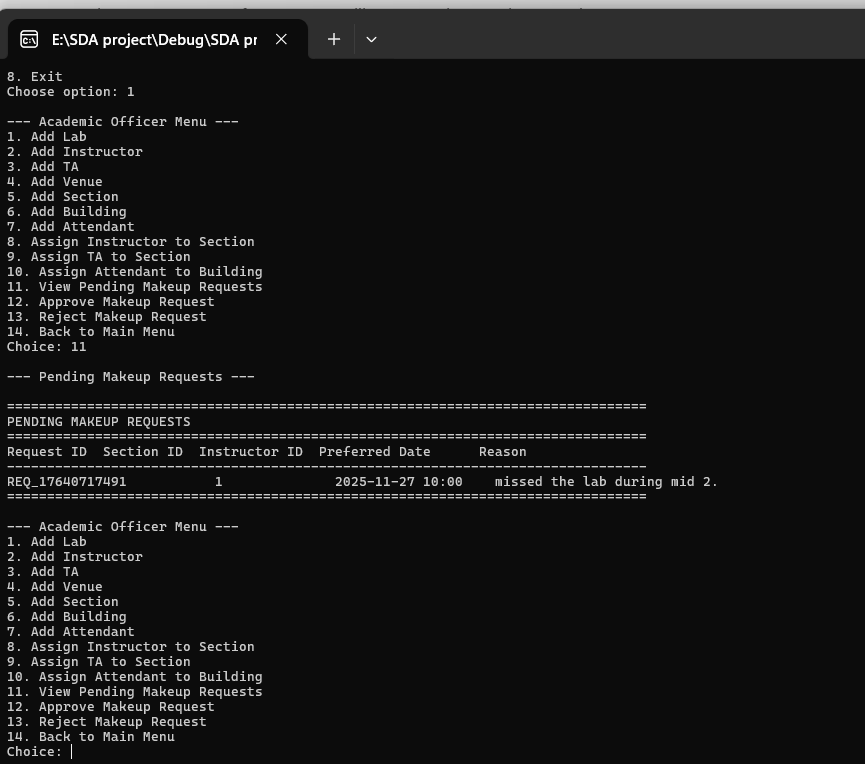 E:\SDA project\Debug\SDA pr
8. Exit
Choose option: 1
--- Academic Officer Menu ---
1. Add Lab
2. Add Instructor
3. Add TA
4. Add Venue
5. Add Section
6. Add Building
7. Add Attendant
8. Assign Instructor to Section
9. Assign TA to Section
10. Assign Attendant to Building
11. View Pending Makeup Requests
12. Approve Makeup Request
13. Reject Makeup Request
14. Back to Main Menu
Choice: 11
--- Pending Makeup Requests ---
================================================================================
PENDING MAKEUP REQUESTS
================================================================================
Request ID  Section ID  Instructor ID  Preferred Date      Reason
--------------------------------------------------------------------------------
REQ_17640717491           1              2025-11-27 10:00    missed the lab during mid 2.
================================================================================
--- Academic Officer Menu ---
1. Add Lab
2. Add Instructor
3. Add TA
4. Add Venue
5. Add Section
6. Add Building
7. Add Attendant
8. Assign Instructor to Section
9. Assign TA to Section
10. Assign Attendant to Building
11. View Pending Makeup Requests
12. Approve Makeup Request
13. Reject Makeup Request
14. Back to Main Menu
Choice: